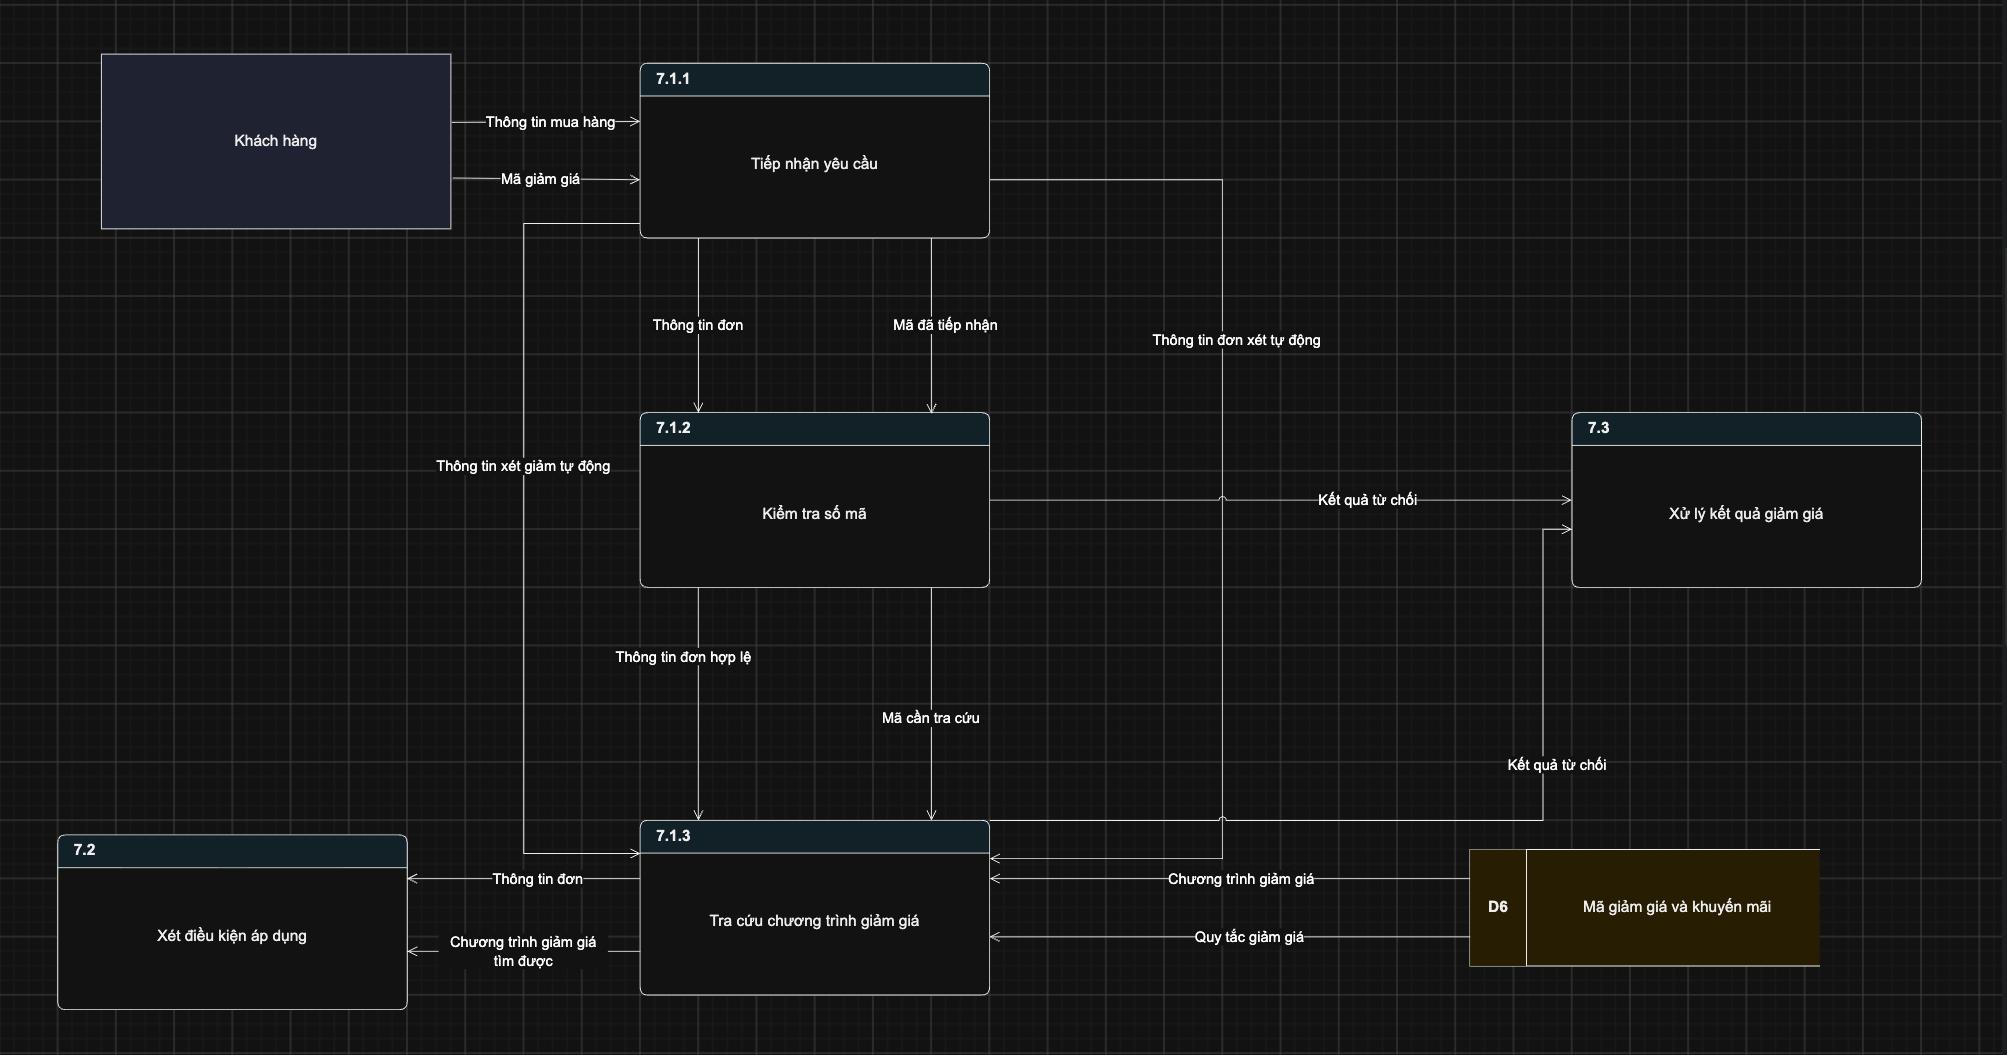 7.1.1
Khách hàng
Thông tin mua hàng
Tiếp nhận yêu cầu
Mã giảm giá
Thông tin đơn
Mã đã tiếp nhận
Thông tin đơn xét tự động
7.1.2
7.3
Thông tin xét giảm tự động
Kết quả từ chối
Kiểm tra số mã
Xử lý kết quả giảm giá
Thông tin đơn hợp lệ
Mã cần tra cứu
Kết quả từ chối
7.1.3
7.2
Thông tin đơn
Chương trình giảm giá
D6
Mã giảm giá và khuyến mãi
Tra cứu chương trình giảm giá
Xét điều kiện áp dụng
Quy tắc giảm giá
Chương trình giảm giá
tìm được